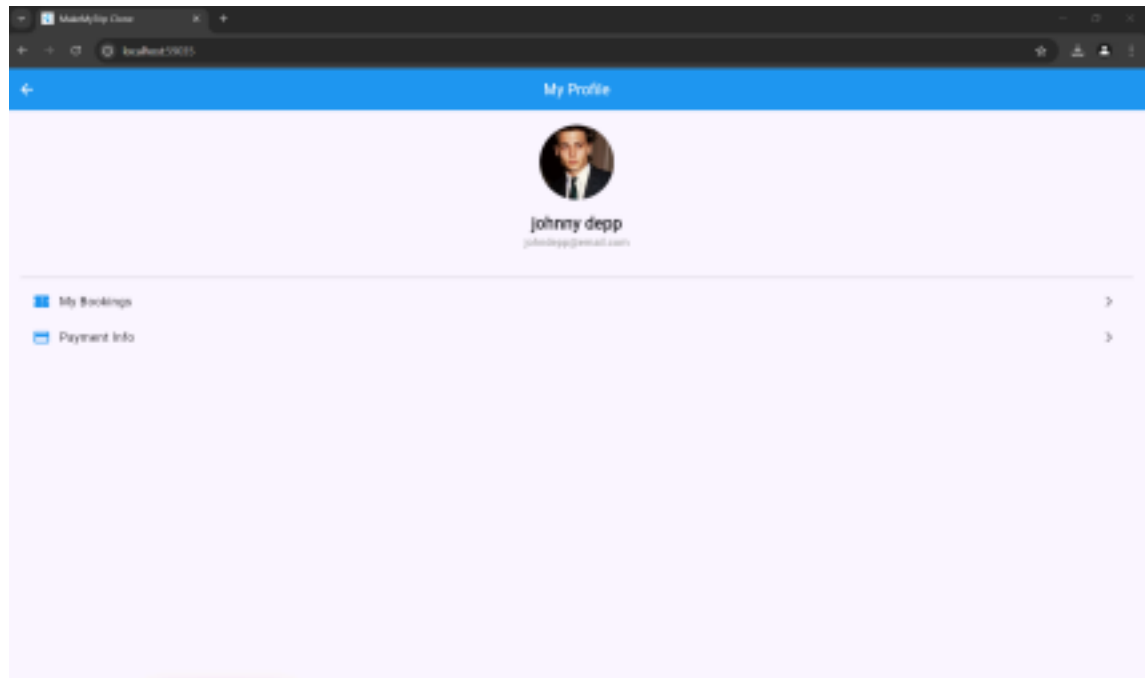 MakeMyTrip Clone
localhost:59035
My Profile
johnny depp
johndepp@email.com
My Bookings
Payment Info